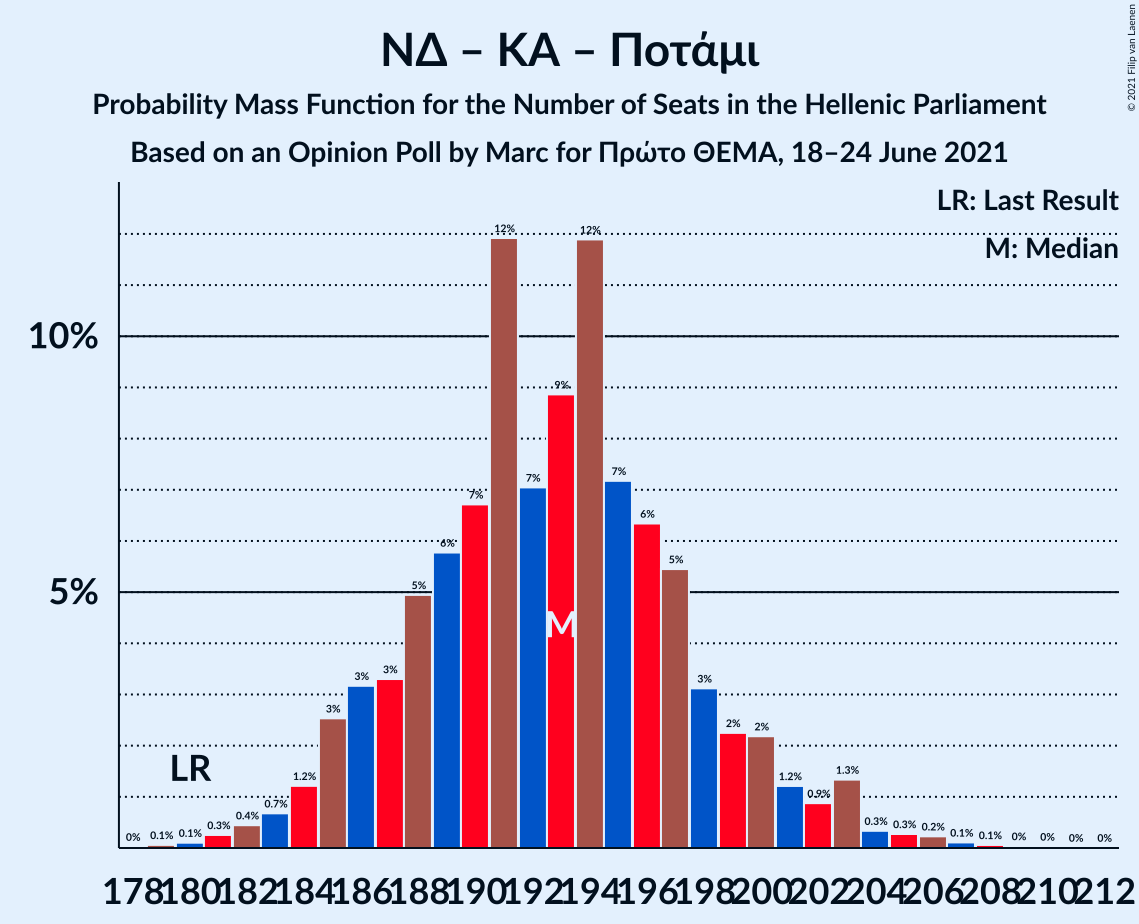 ΝΔ – ΚΑ – Ποτάμι
Probability Mass Function for the Number of Seats in the Hellenic Parliament
Based on an Opinion Poll by Marc for Πρώτο ΘΕΜΑ, 18–24 June 2021
© 2021 Filip van Laenen
LR: Last Result
M: Median
10%
5%
LR
M
0% 0.1% 0.1% 0.3% 0.4% 0.7% 1.2% 3% 3% 3% 5% 6% 7% 12% 7% 9% 12% 7% 6% 5% 3% 2% 2% 1.2% 0.9% 1.3% 0.3% 0.3% 0.2% 0.1% 0.1% 0% 0% 0% 0%
178 180 182 184 186 188 190 192 194 196 198 200 202 204 206 208 210 212